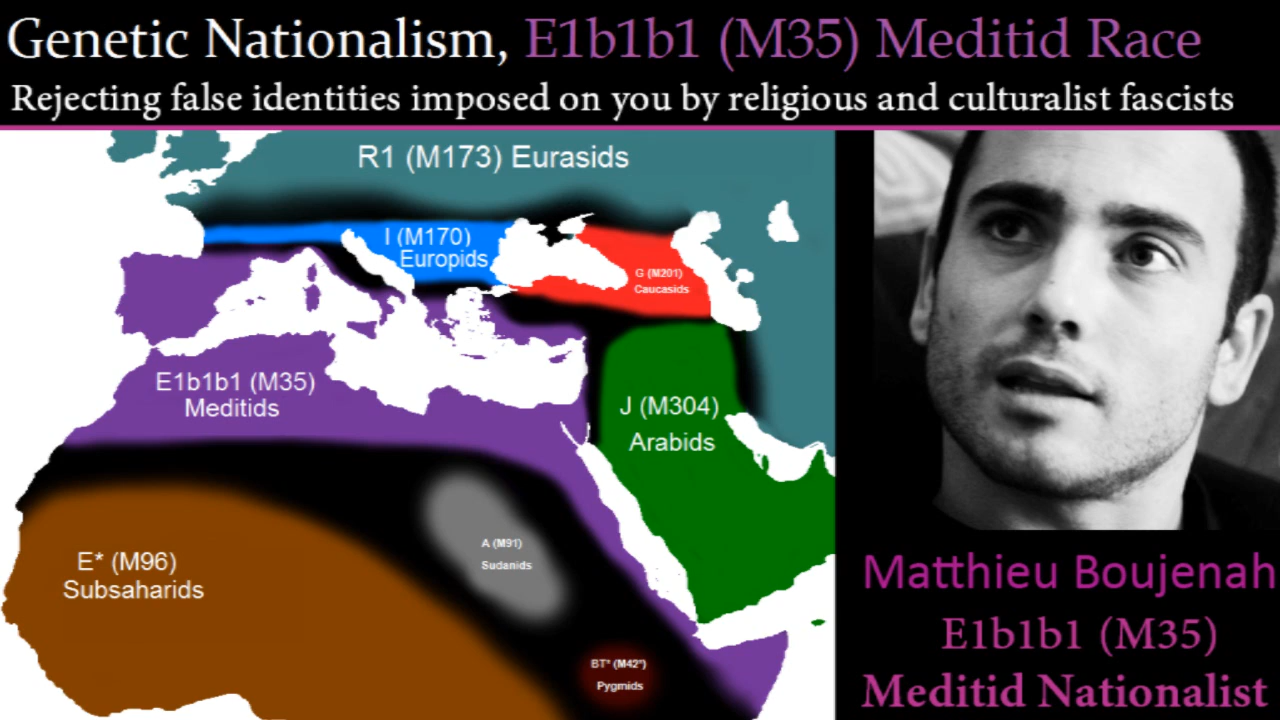 Genetic Nationalism, E1b1b1 (M35) Meditid Race
Rejecting false identities imposed on you by religious and culturalist fascists
R1 (M173) Eurasids
I (M170)
Europids
G (M201)
Caucasids
E1b1b1 (M35)
Meditids
J (M304)
Arabids
A (M91)
Sudanids
E* (M96)
Subsaharids
BT* (M42*)
Pygmids
Matthieu Boujenah
E1b1b1 (M35)
Meditid Nationalist